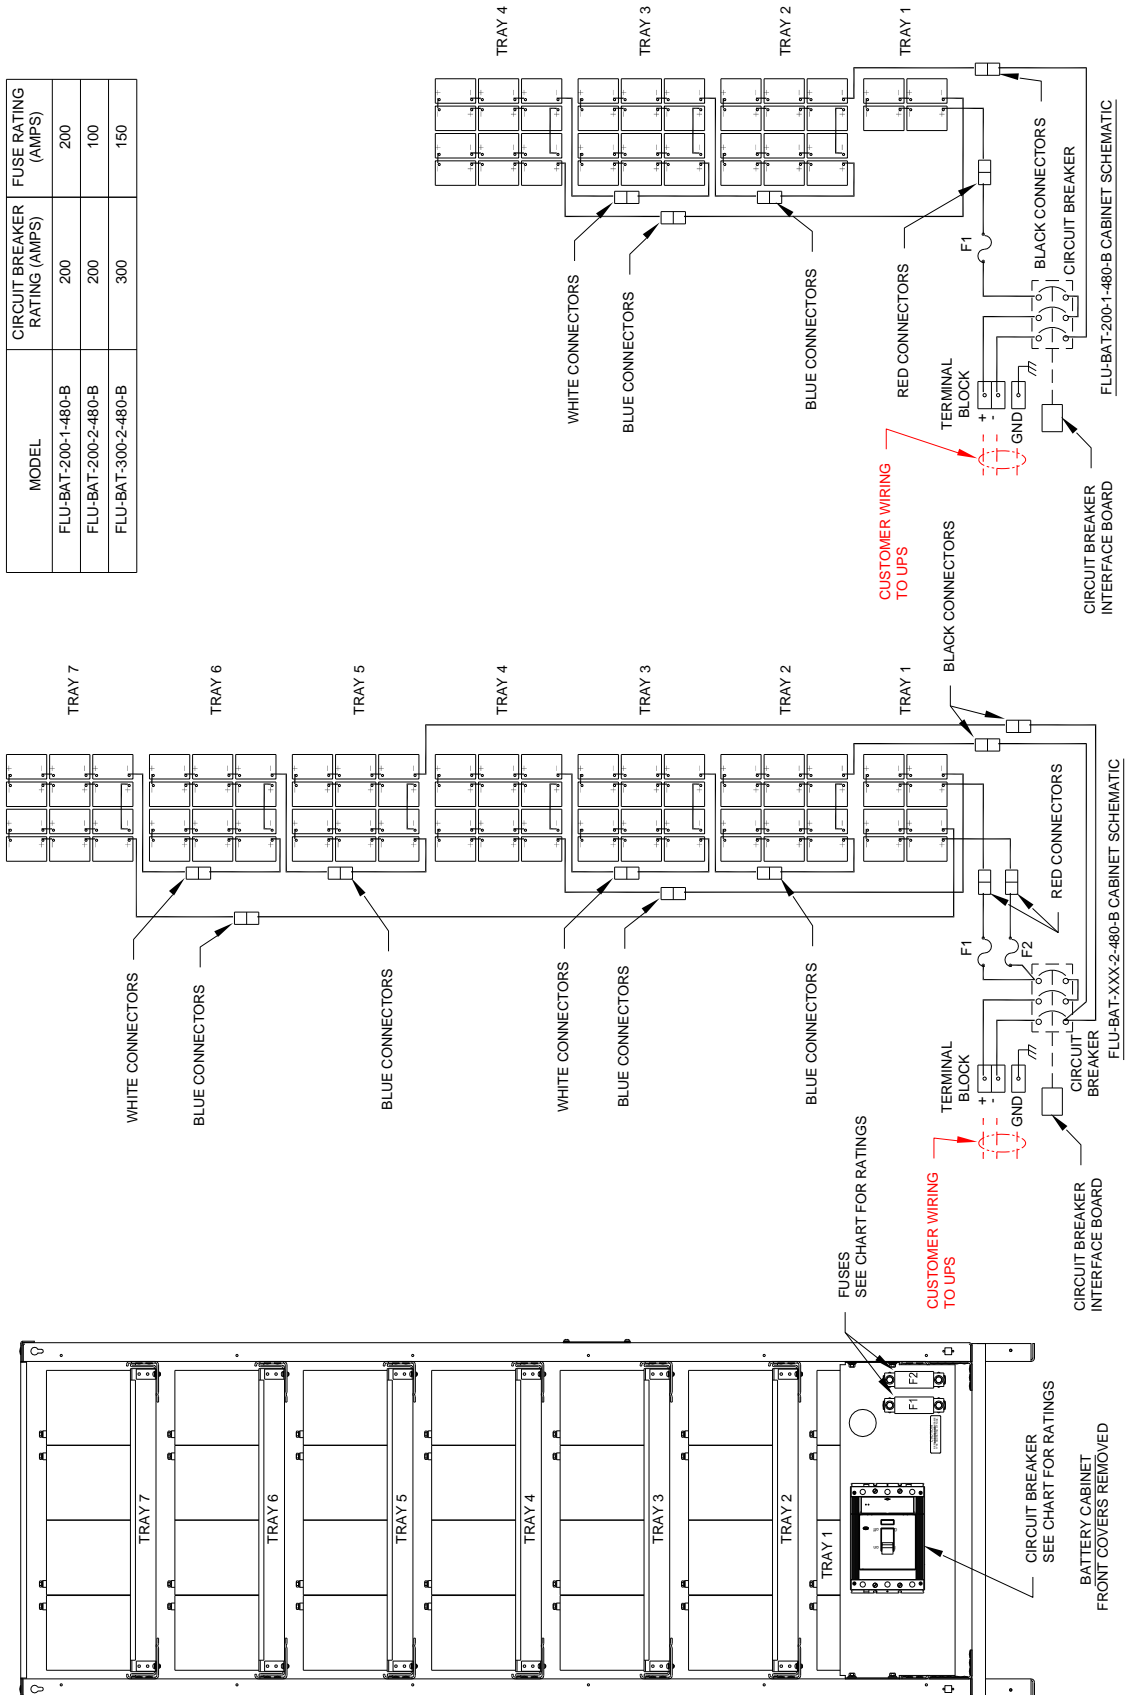 MODEL
CIRCUIT BREAKER
RATING (AMPS)
FUSE RATING
(AMPS)
FLU-BAT-200-1-480-B 200 200
FLU-BAT-200-2-480-B 200 100
FLU-BAT-300-2-480-B 300 150
TRAY 7
TRAY 6
TRAY 5
TRAY 4
TRAY 3
TRAY 2
TRAY 1
F1
F2
FUSES
SEE CHART FOR RATINGS
CIRCUIT BREAKER
SEE CHART FOR RATINGS
BATTERY CABINET
FRONT COVERS REMOVED
TRAY 7
TRAY 6
TRAY 5
TRAY 4
TRAY 3
TRAY 2
TRAY 1
WHITE CONNECTORS
BLUE CONNECTORS
BLUE CONNECTORS
WHITE CONNECTORS
BLUE CONNECTORS
BLUE CONNECTORS
BLACK CONNECTORS
RED CONNECTORS
F1
F2
TERMINAL
BLOCK
+
-
GND
CUSTOMER WIRING
TO UPS
CIRCUIT
BREAKER
CIRCUIT BREAKER
INTERFACE BOARD
FLU-BAT-XXX-2-480-B CABINET SCHEMATIC
TRAY 4
TRAY 3
TRAY 2
TRAY 1
WHITE CONNECTORS
BLUE CONNECTORS
BLUE CONNECTORS
RED CONNECTORS
F1
BLACK CONNECTORS
CIRCUIT BREAKER
TERMINAL
BLOCK
+
-
GND
CUSTOMER WIRING
TO UPS
CIRCUIT BREAKER
INTERFACE BOARD
FLU-BAT-200-1-480-B CABINET SCHEMATIC